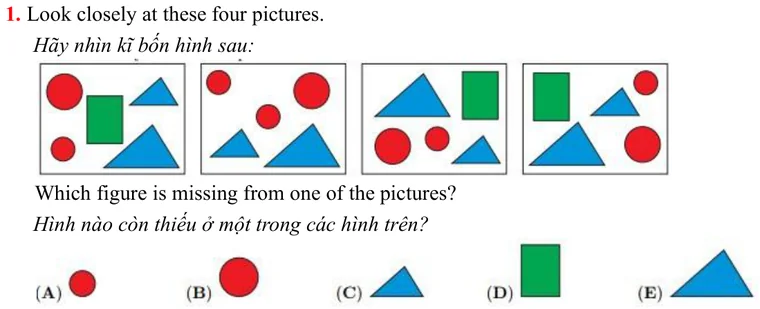 1. Look closely at these four pictures.
Hãy nhìn kĩ bốn hình sau:
Which figure is missing from one of the pictures?
Hình nào còn thiếu ở một trong các hình trên?
(A) (B) (C) (D) (E)